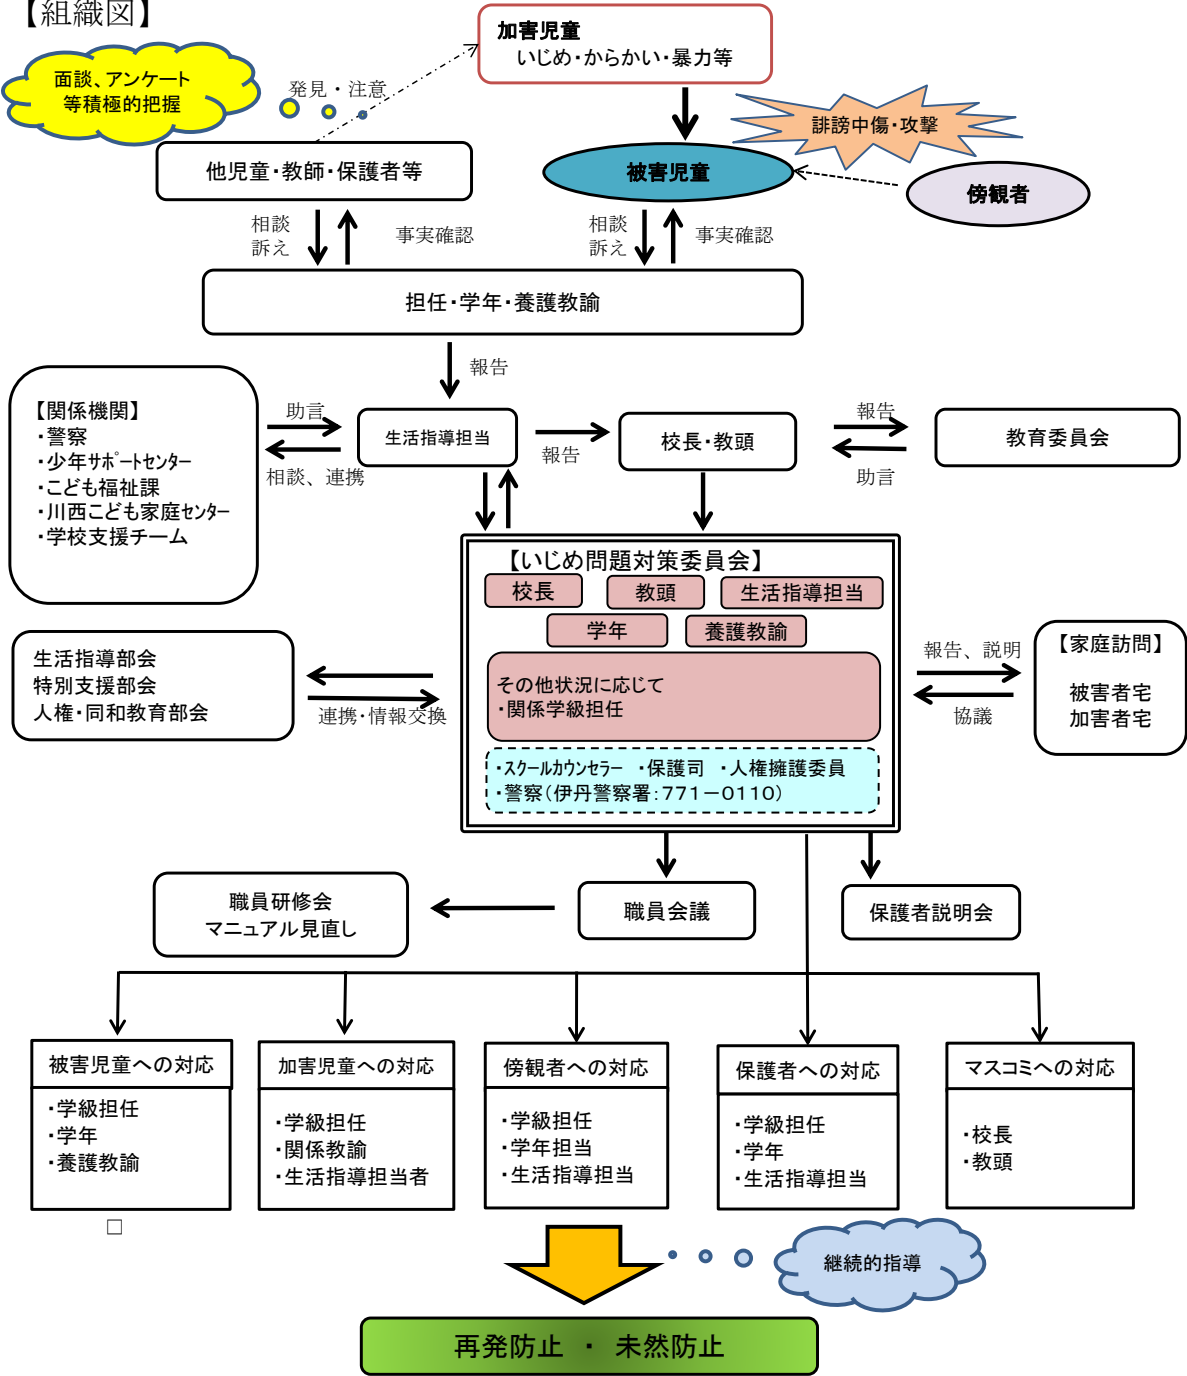 【組織図】
加害児童
いじめ・からかい・暴力等
面談、アンケート
等積極的把握
発見・注意
誹謗中傷・攻撃
他児童・教師・保護者等
被害児童
傍観者
相談
訴え
事実確認
相談
訴え
事実確認
担任・学年・養護教諭
報告
【関係機関】
・警察
・少年サポートセンター
・こども福祉課
・川西こども家庭センター
・学校支援チーム
助言
相談、連携
生活指導担当
報告
校長・教頭
報告
助言
教育委員会
【いじめ問題対策委員会】
校長
教頭
生活指導担当
学年
養護教諭
その他状況に応じて
・関係学級担任
・スクールカウンセラー ・保護司 ・人権擁護委員
・警察（伊丹警察署：771－0110）
生活指導部会
特別支援部会
人権・同和教育部会
連携・情報交換
報告、説明
協議
【家庭訪問】
被害者宅
加害者宅
職員研修会
マニュアル見直し
職員会議
保護者説明会
被害児童への対応
・学級担任
・学年
・養護教諭
加害児童への対応
・学級担任
・関係教諭
・生活指導担当者
傍観者への対応
・学級担任
・学年担当
・生活指導担当
保護者への対応
・学級担任
・学年
・生活指導担当
マスコミへの対応
・校長
・教頭
□
継続的指導
再発防止 ・ 未然防止